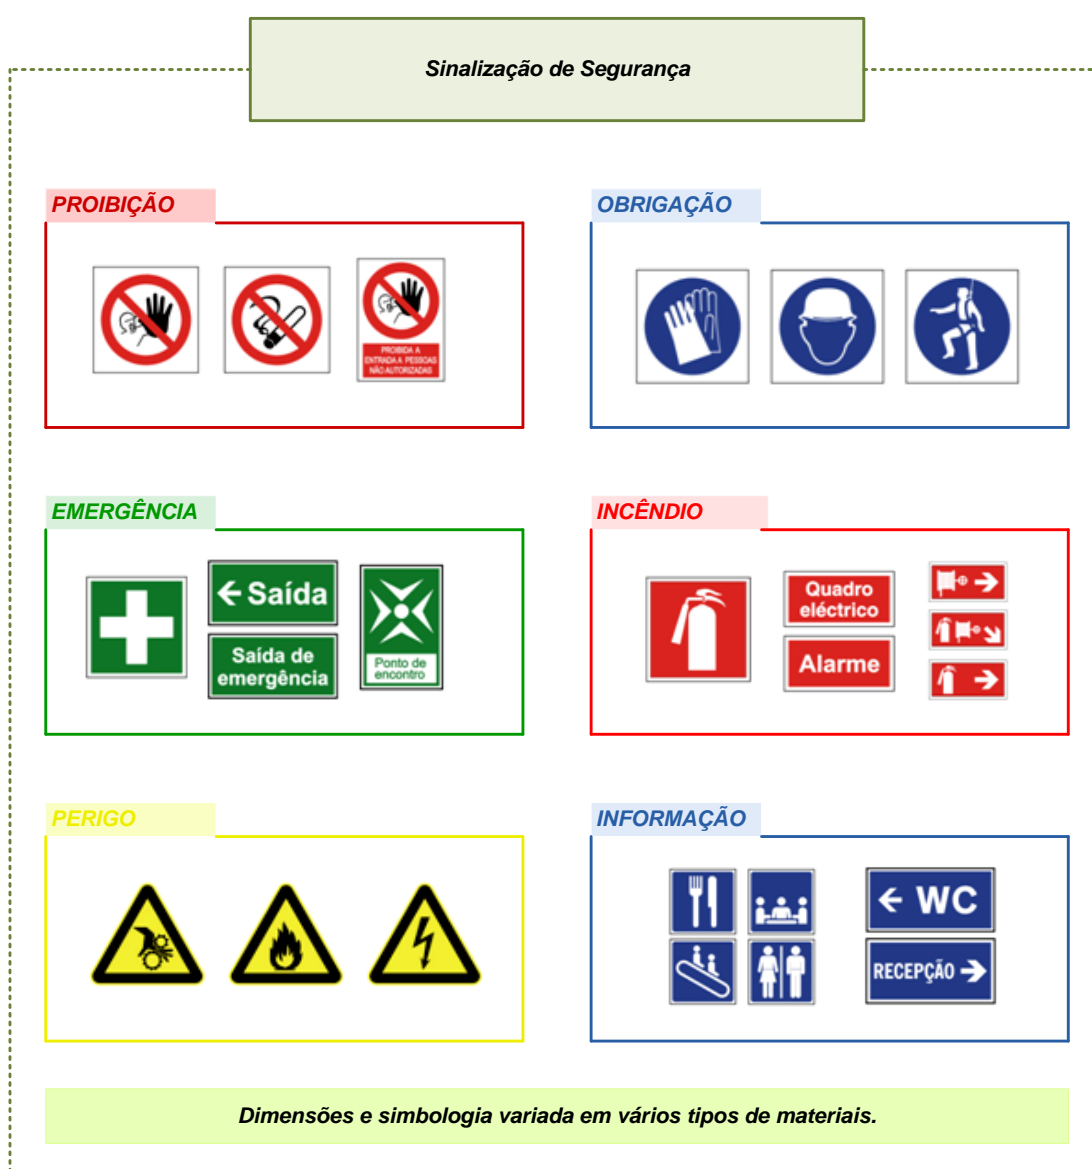 Sinalização de Segurança
PROIBIÇÃO
PROIBIDA A
ENTRADA A PESSOAS
NÃO AUTORIZADAS
OBRIGAÇÃO
EMERGÊNCIA
← Saída
Saída de
emergência
Ponto de
encontro
INCÊNDIO
Quadro
eléctrico
Alarme
PERIGO
INFORMAÇÃO
← WC
RECEPÇÃO →
Dimensões e simbologia variada em vários tipos de materiais.